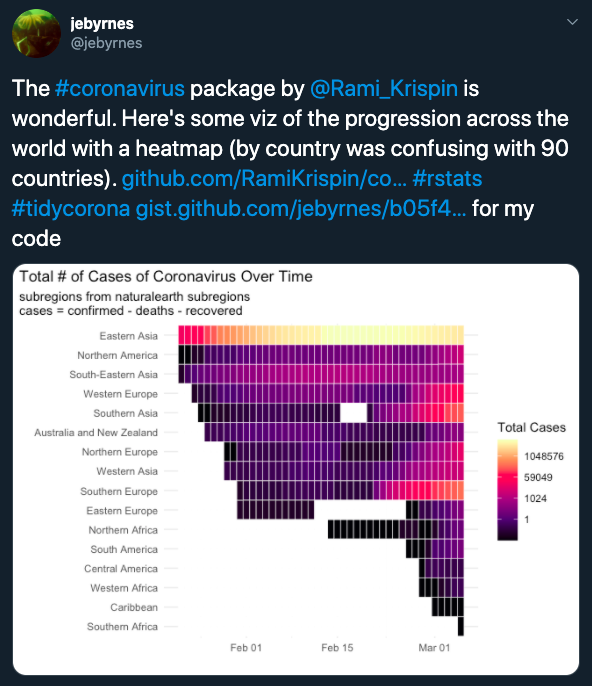 jebyrnes
@jebyrnes
The #coronavirus package by @Rami_Krispin is
wonderful. Here's some viz of the progression across the
world with a heatmap (by country was confusing with 90
countries). github.com/RamiKrispin/co... #rstats
#tidycorona gist.github.com/jebyrnes/b05f4... for my
code
Total # of Cases of Coronavirus Over Time
subregions from naturalearth subregions
cases = confirmed - deaths - recovered
Eastern Asia
Northern America
South-Eastern Asia
Western Europe
Southern Asia
Australia and New Zealand
Northern Europe
Western Asia
Southern Europe
Eastern Europe
Northern Africa
South America
Central America
Western Africa
Caribbean
Southern Africa
Feb 01 Feb 15 Mar 01
Total Cases
1048576
59049
1024
1